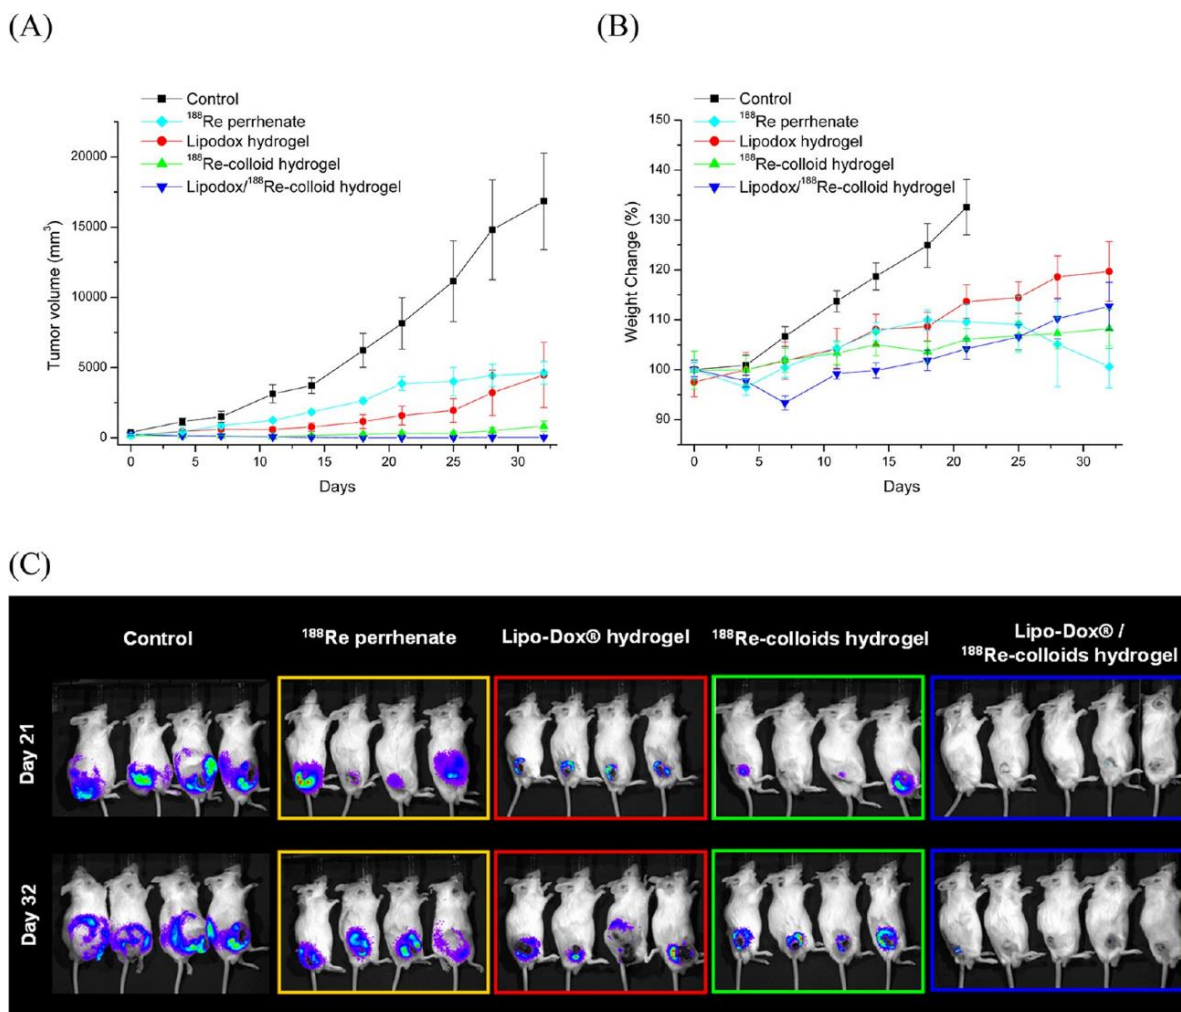 (A)
Control
¹⁸⁸Re perrhenate
Lipodox hydrogel
¹⁸⁸Re-colloid hydrogel
Lipodox/¹⁸⁸Re-colloid hydrogel
Tumor volume (mm³)
20000
15000
10000
5000
0
0 5 10 15 20 25 30
Days
(B)
Control
¹⁸⁸Re perrhenate
Lipodox hydrogel
¹⁸⁸Re-colloid hydrogel
Lipodox/¹⁸⁸Re-colloid hydrogel
Weight Change (%)
150
140
130
120
110
100
90
0 5 10 15 20 25 30
Days
(C)
Control
¹⁸⁸Re perrhenate
Lipo-Dox® hydrogel
¹⁸⁸Re-colloids hydrogel
Lipo-Dox® /
¹⁸⁸Re-colloids hydrogel
Day 21
Day 32